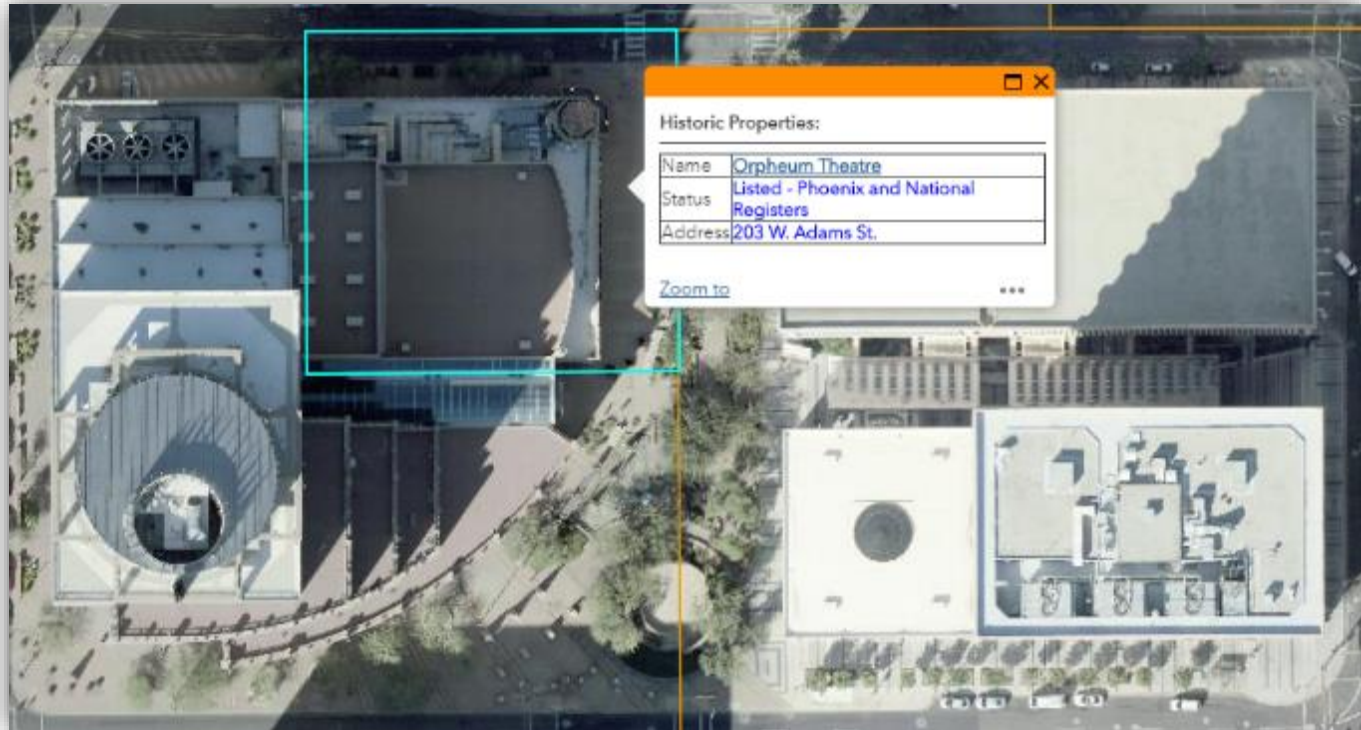 Historic Properties:
Name Orpheum Theatre
Status Listed - Phoenix and National
Registers
Address 203 W. Adams St.
Zoom to